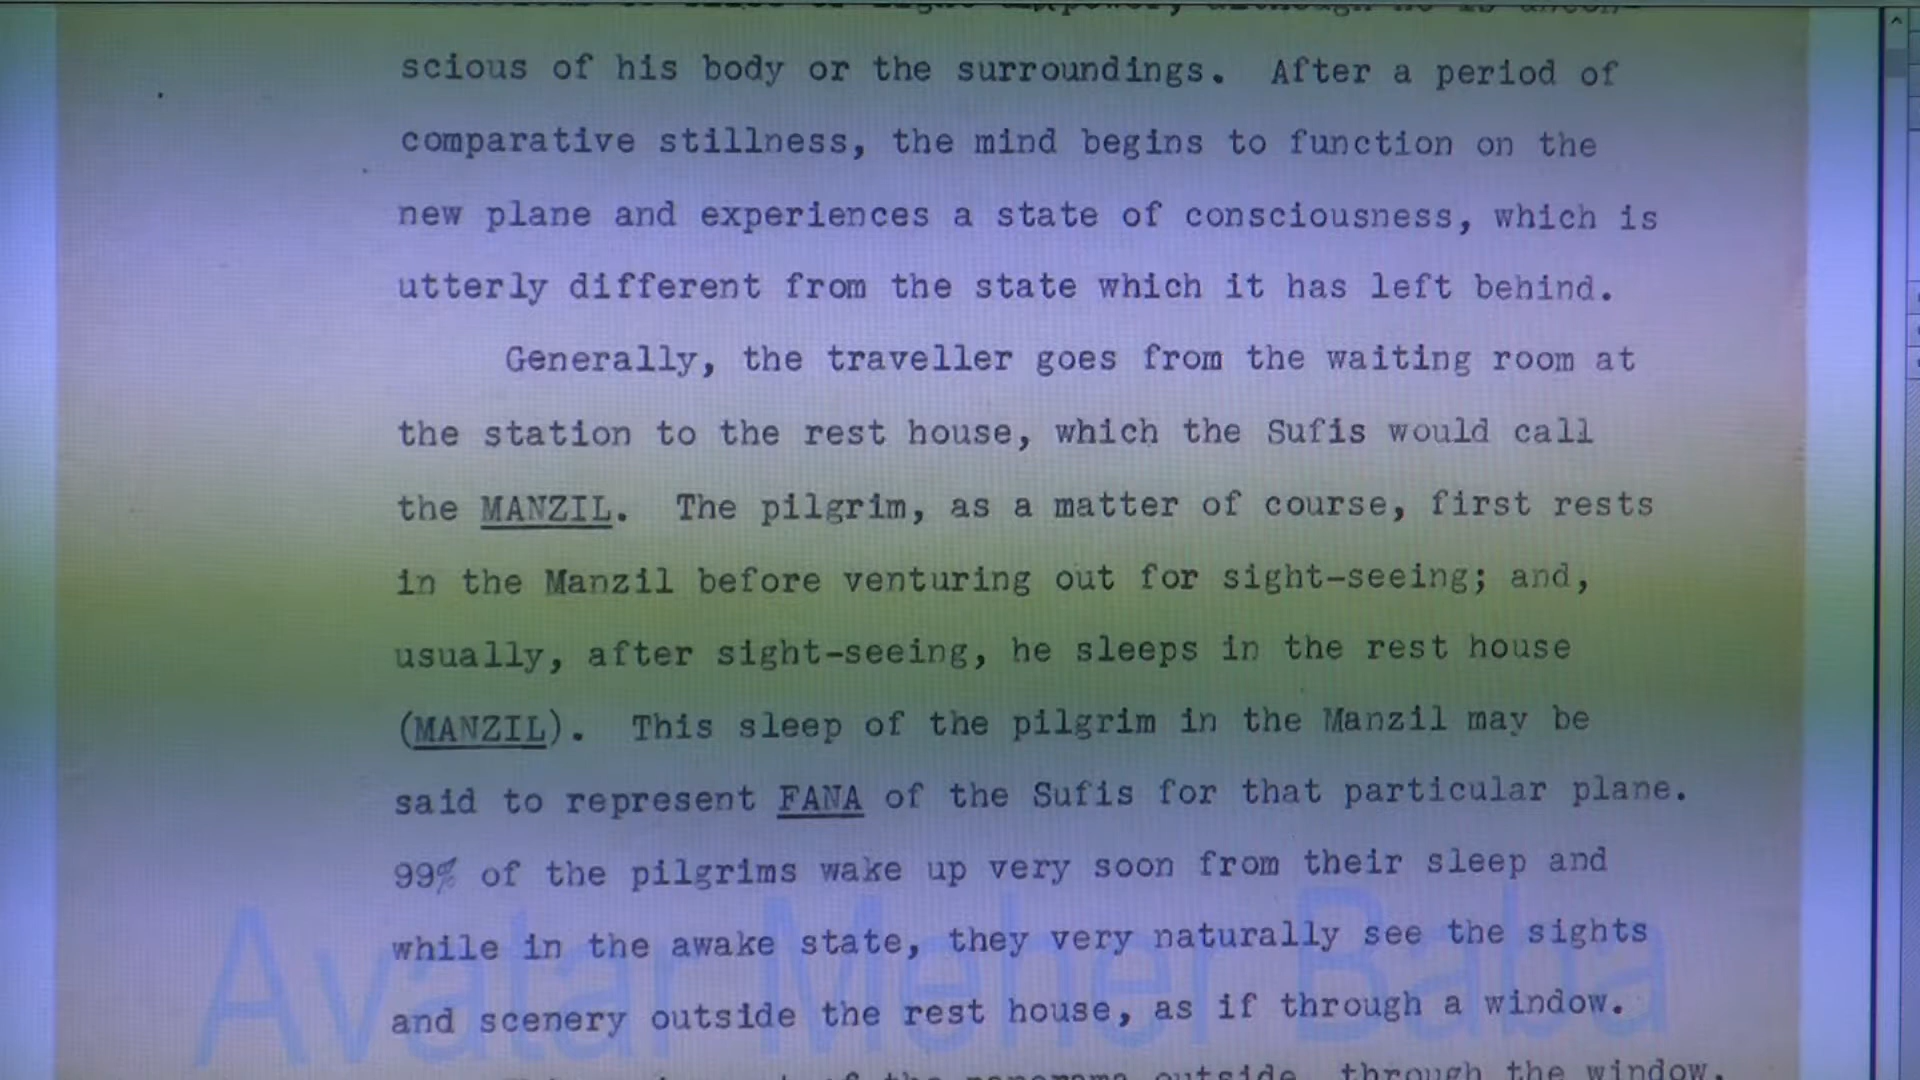 scious of his body or the surroundings. After a period of
comparative stillness, the mind begins to function on the
new plane and experiences a state of consciousness, which is
utterly different from the state which it has left behind.
Generally, the traveller goes from the waiting room at
the station to the rest house, which the Sufis would call
the MANZIL. The pilgrim, as a matter of course, first rests
in the Manzil before venturing out for sight-seeing; and,
usually, after sight-seeing, he sleeps in the rest house
(MANZIL). This sleep of the pilgrim in the Manzil may be
said to represent FANA of the Sufis for that particular plane.
99% of the pilgrims wake up very soon from their sleep and
while in the awake state, they very naturally see the sights
and scenery outside the rest house, as if through a window.
Avatar Meher Baba
of the panorama outside, through the window.